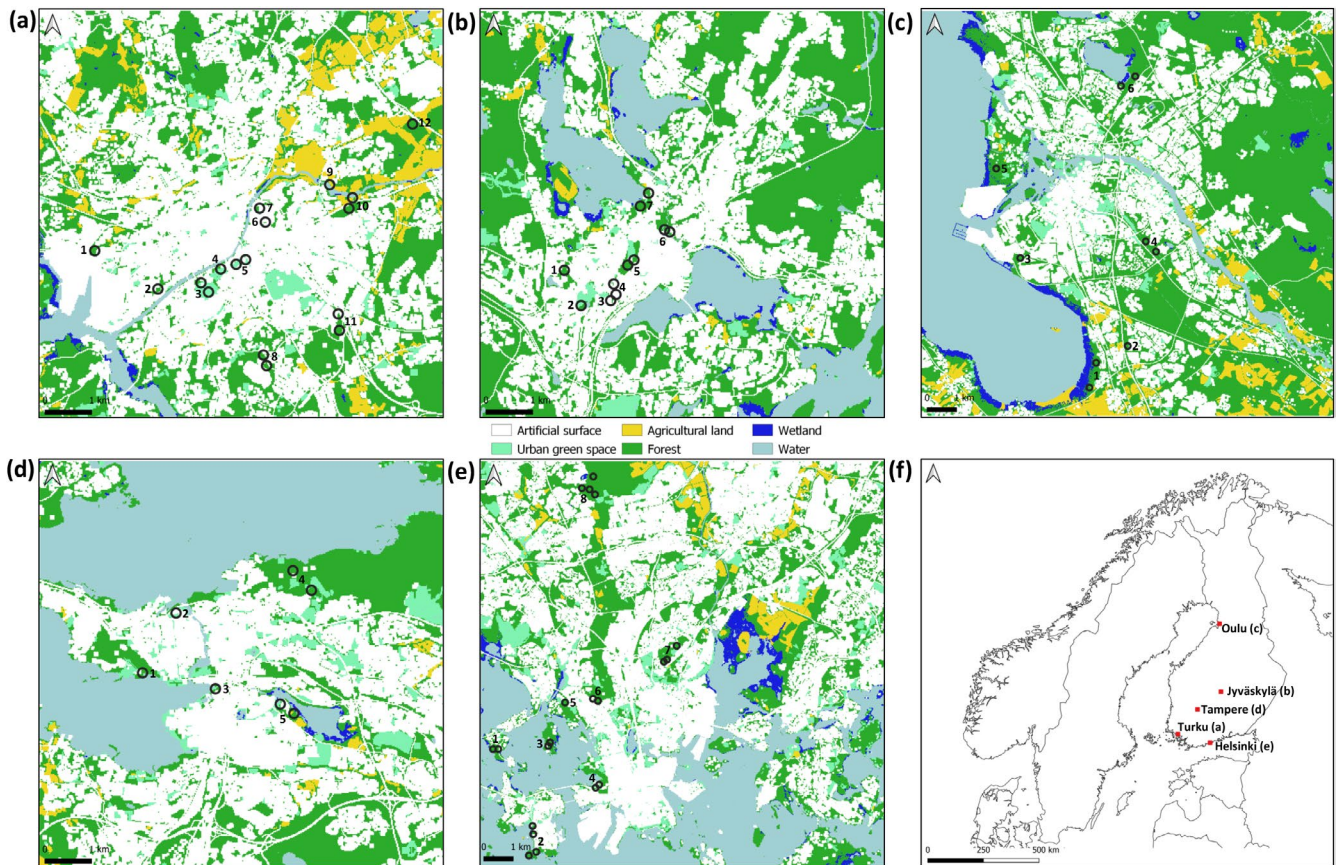 (a)
12
9
10
7
6
1
4
5
2
3
11
8
0 1 km
(b)
7
6
1
5
4
2
3
0 1 km
(c)
6
5
4
3
2
1
0 1 km
Artificial surface
Agricultural land
Wetland
Urban green space
Forest
Water
(d)
4
2
1
3
5
0 1 km
(e)
8
7
6
5
1
3
4
2
0 1 km
(f)
Oulu (c)
Jyväskylä (b)
Tampere (d)
Turku (a)
Helsinki (e)
0 250 500 km